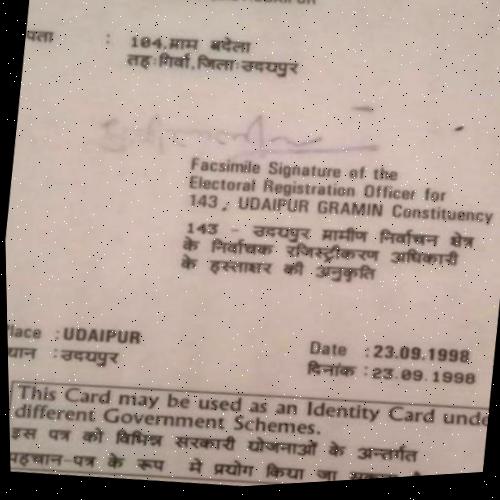 पता : 104,ग्राम बदेला
तह गिर्वा,जिला उदयपुर
Facsimile Signature of the
Electoral Registration Officer for
143 , UDAIPUR GRAMIN Constituency
143 - उदयपुर ग्रामीण निर्वाचन क्षेत्र
के निर्वाचक रजिस्ट्रीकरण अधिकारी
के हस्ताक्षर की अनुकृति
Place : UDAIPUR
स्थान : उदयपुर
Date : 23.09.1998
दिनांक : 23.09.1998
This Card may be used as an Identity Card under
different Government Schemes.
इस पत्र को विभिन्न सरकारी योजनाओं के अन्तर्गत
पहचान-पत्र के रूप में प्रयोग किया जा